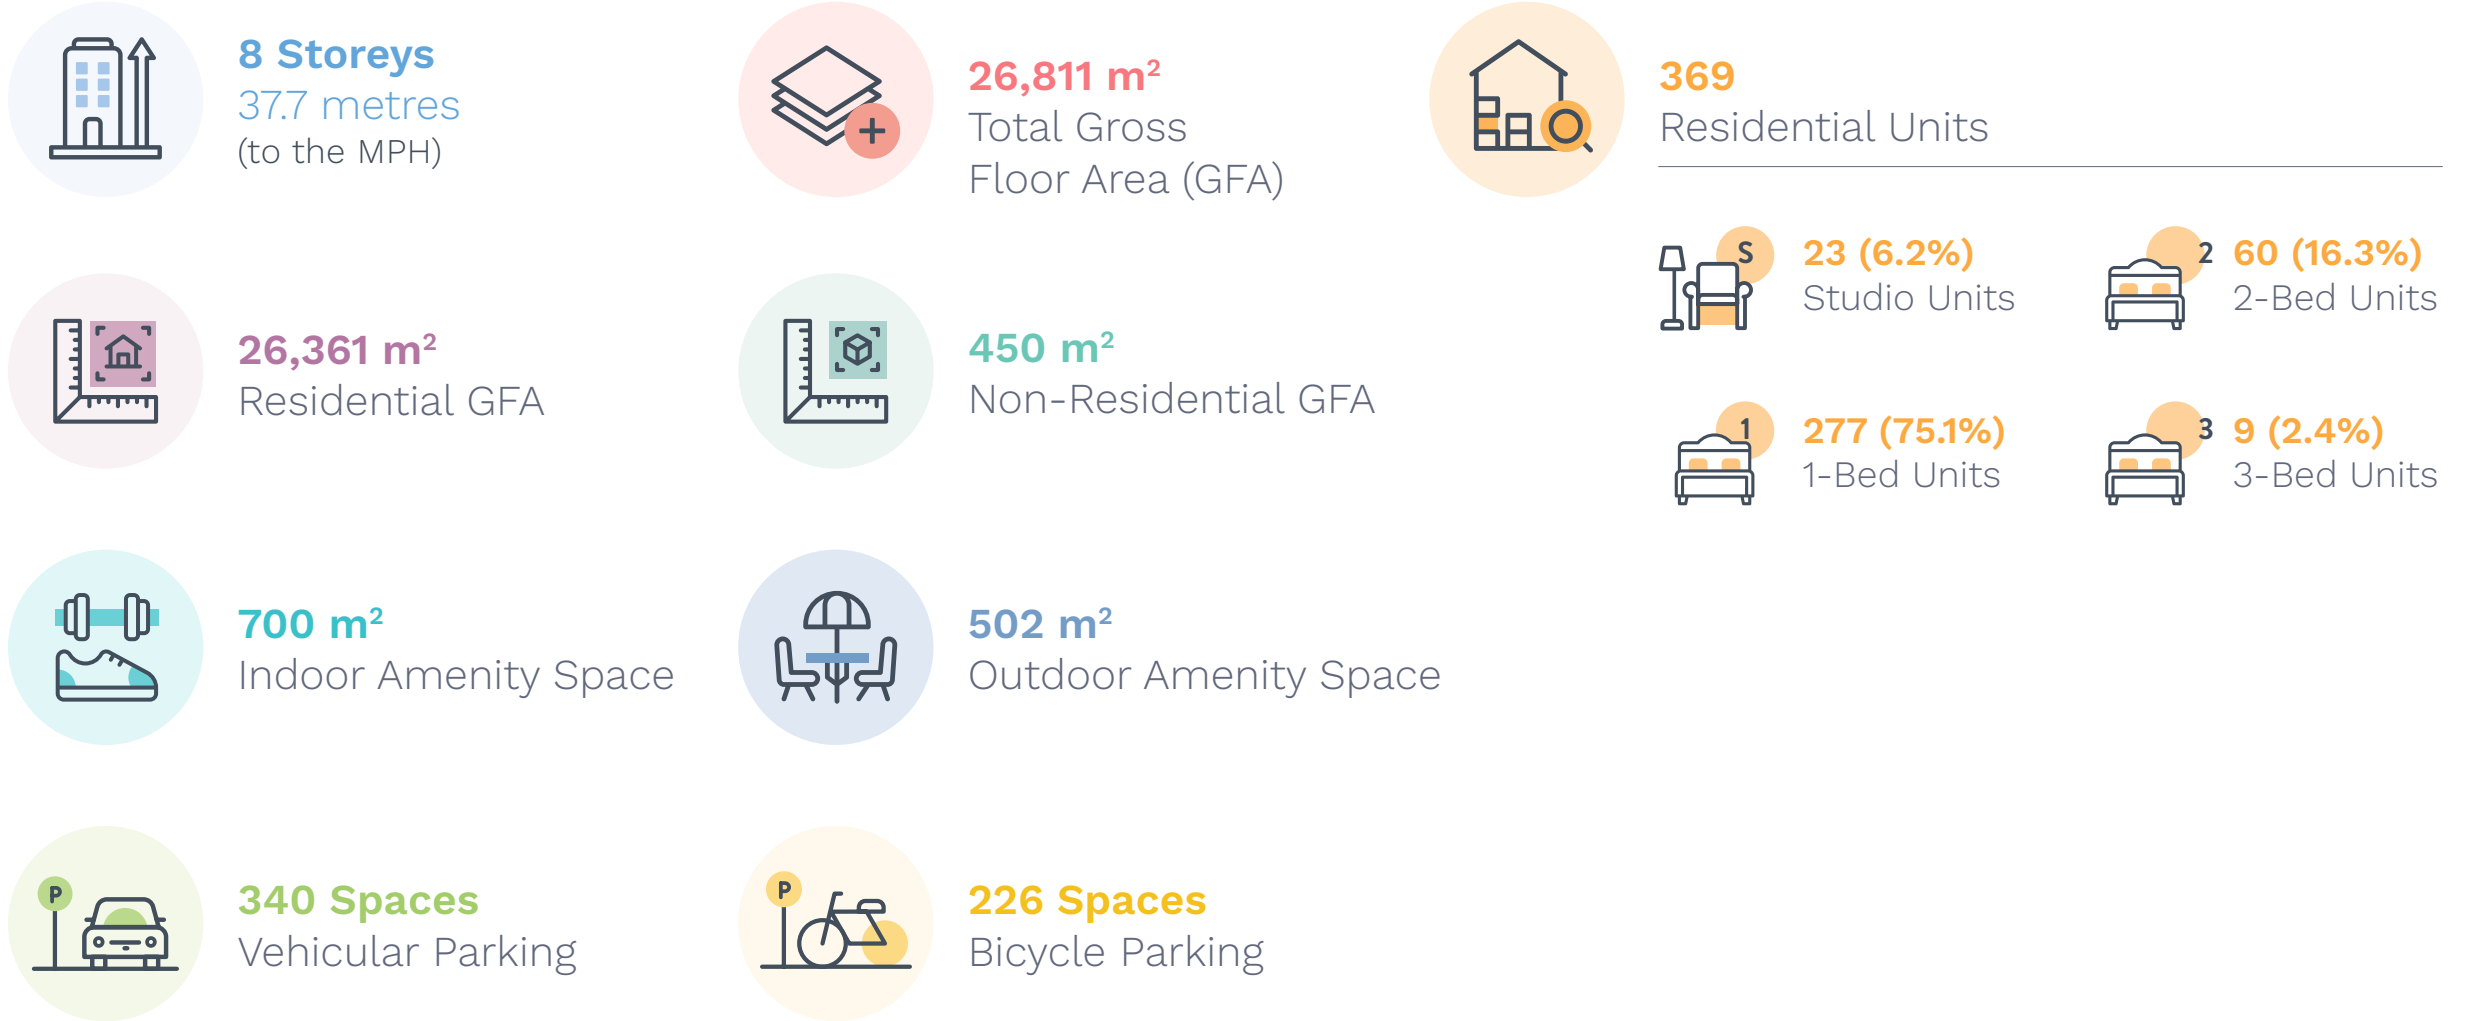 8 Storeys
37.7 metres
(to the MPH)
26,811 m²
Total Gross
Floor Area (GFA)
369
Residential Units
S
23 (6.2%)
Studio Units
2
60 (16.3%)
2-Bed Units
1
277 (75.1%)
1-Bed Units
3
9 (2.4%)
3-Bed Units
26,361 m²
Residential GFA
450 m²
Non-Residential GFA
700 m²
Indoor Amenity Space
502 m²
Outdoor Amenity Space
P
340 Spaces
Vehicular Parking
P
226 Spaces
Bicycle Parking